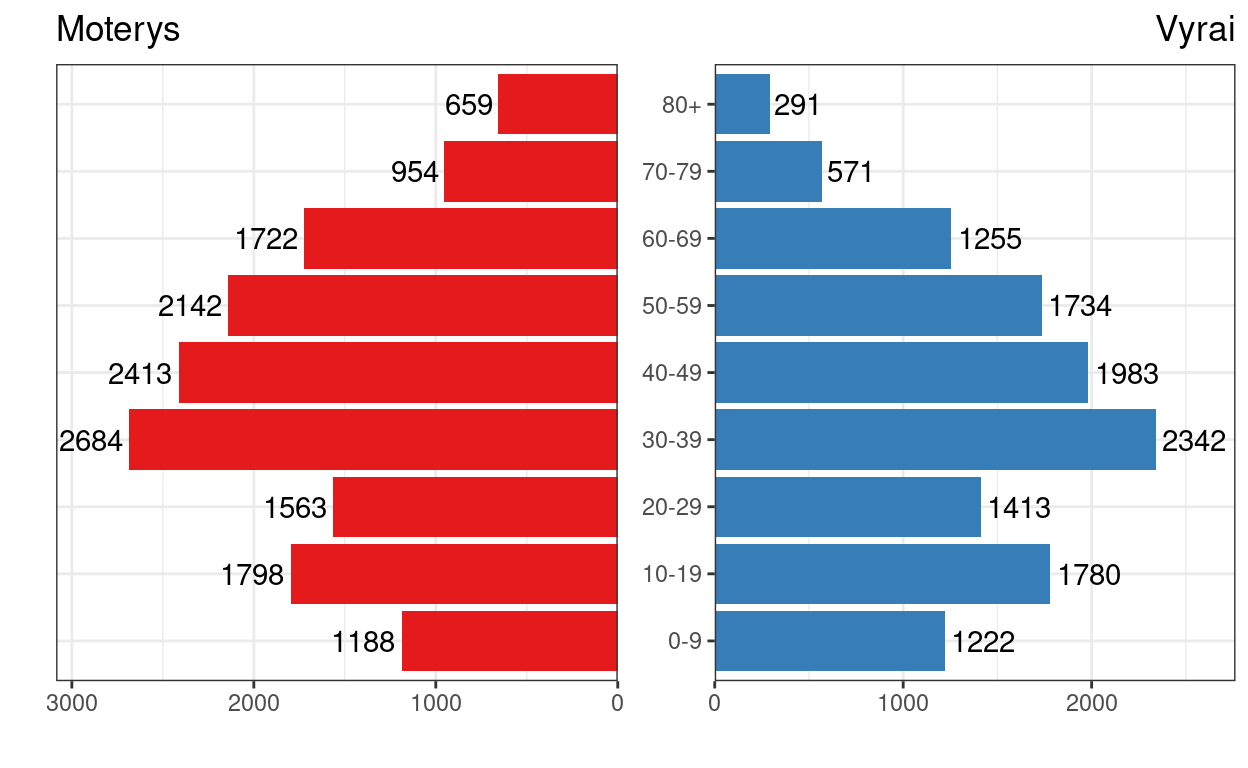 Moterys Vyrai
659 80+ 291
954 70-79 571
1722 60-69 1255
2142 50-59 1734
2413 40-49 1983
2684 30-39 2342
1563 20-29 1413
1798 10-19 1780
1188 0-9 1222
3000 2000 1000 0 0 1000 2000